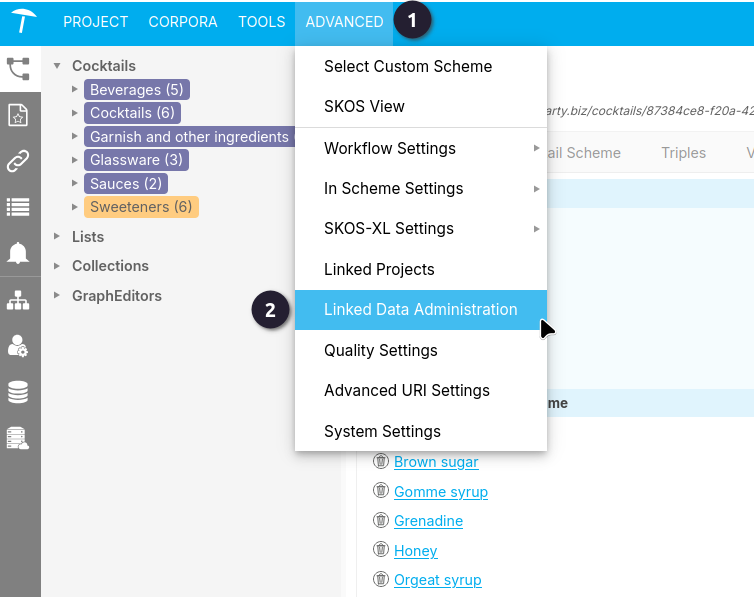 PROJECT CORPORA TOOLS ADVANCED 1
Cocktails
Beverages (5)
Cocktails (6)
Garnish and other ingredients
Glassware (3)
Sauces (2)
Sweeteners (6)
Lists
Collections
GraphEditors
Select Custom Scheme
SKOS View
Workflow Settings
In Scheme Settings
SKOS-XL Settings
Linked Projects
2 Linked Data Administration
Quality Settings
Advanced URI Settings
System Settings
arty.biz/cocktails/87384ce8-f20a-42
ail Scheme Triples V
me
Brown sugar
Gomme syrup
Grenadine
Honey
Orgeat syrup